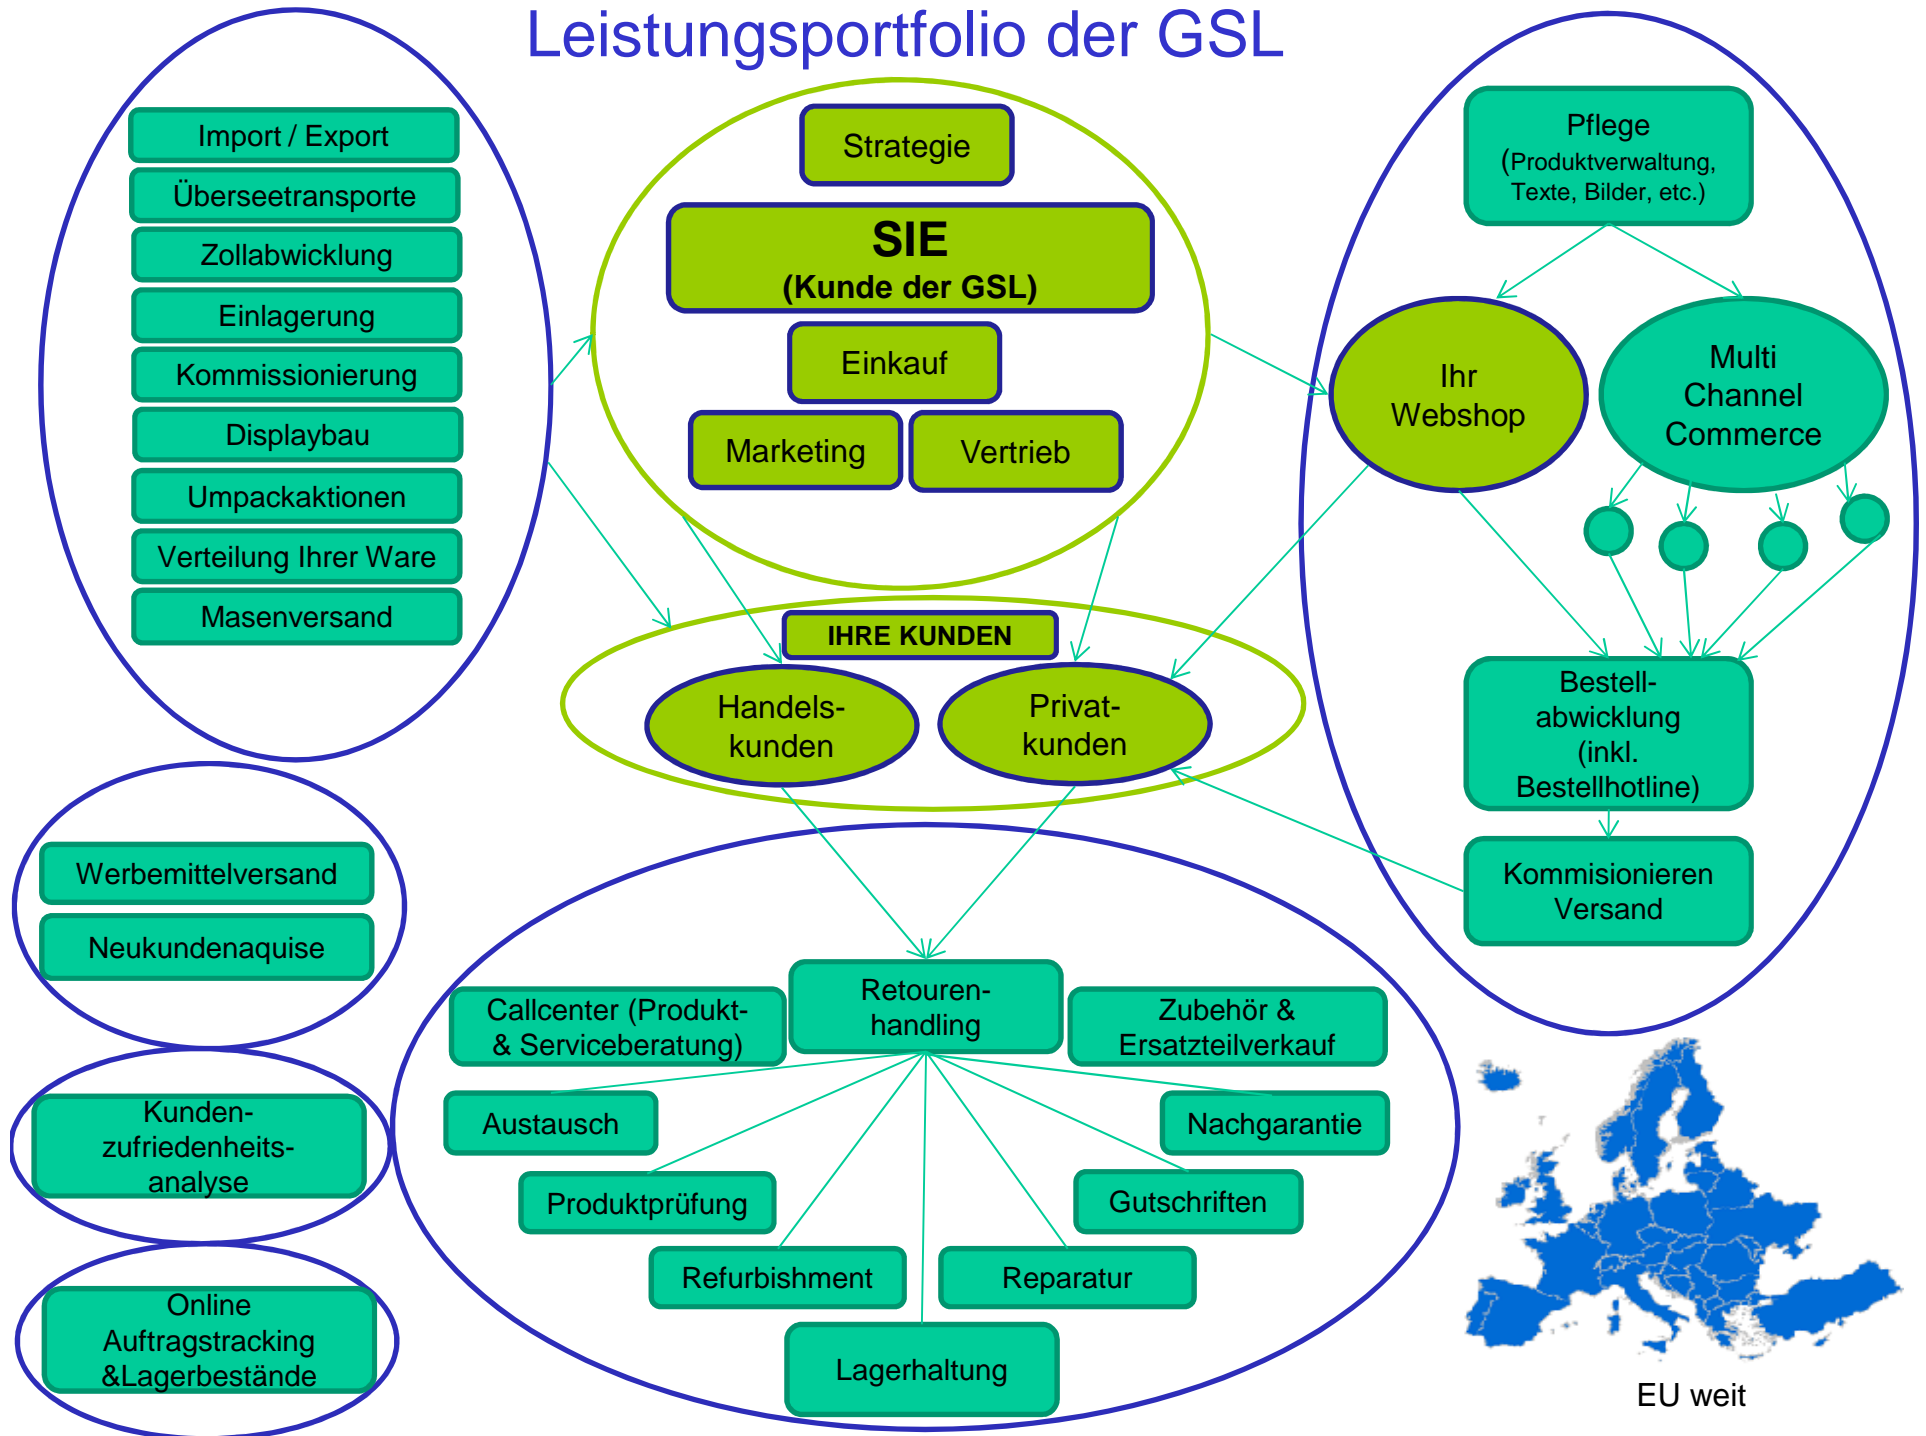 Leistungsportfolio der GSL
Import / Export
Überseetransporte
Zollabwicklung
Einlagerung
Kommissionierung
Displaybau
Umpackaktionen
Verteilung Ihrer Ware
Masenversand
Strategie
SIE
(Kunde der GSL)
Einkauf
Marketing
Vertrieb
Pflege
(Produktverwaltung,
Texte, Bilder, etc.)
Ihr
Webshop
Multi
Channel
Commerce
IHRE KUNDEN
Handels-
kunden
Privat-
kunden
Bestell-
abwicklung
(inkl.
Bestellhotline)
Kommisionieren
Versand
Werbemittelversand
Neukundenaquise
Kunden-
zufriedenheits-
analyse
Online
Auftragstracking
&Lagerbestände
Callcenter (Produkt-
& Serviceberatung)
Retouren-
handling
Zubehör &
Ersatzteilverkauf
Austausch
Nachgarantie
Produktprüfung
Gutschriften
Refurbishment
Reparatur
Lagerhaltung
EU weit